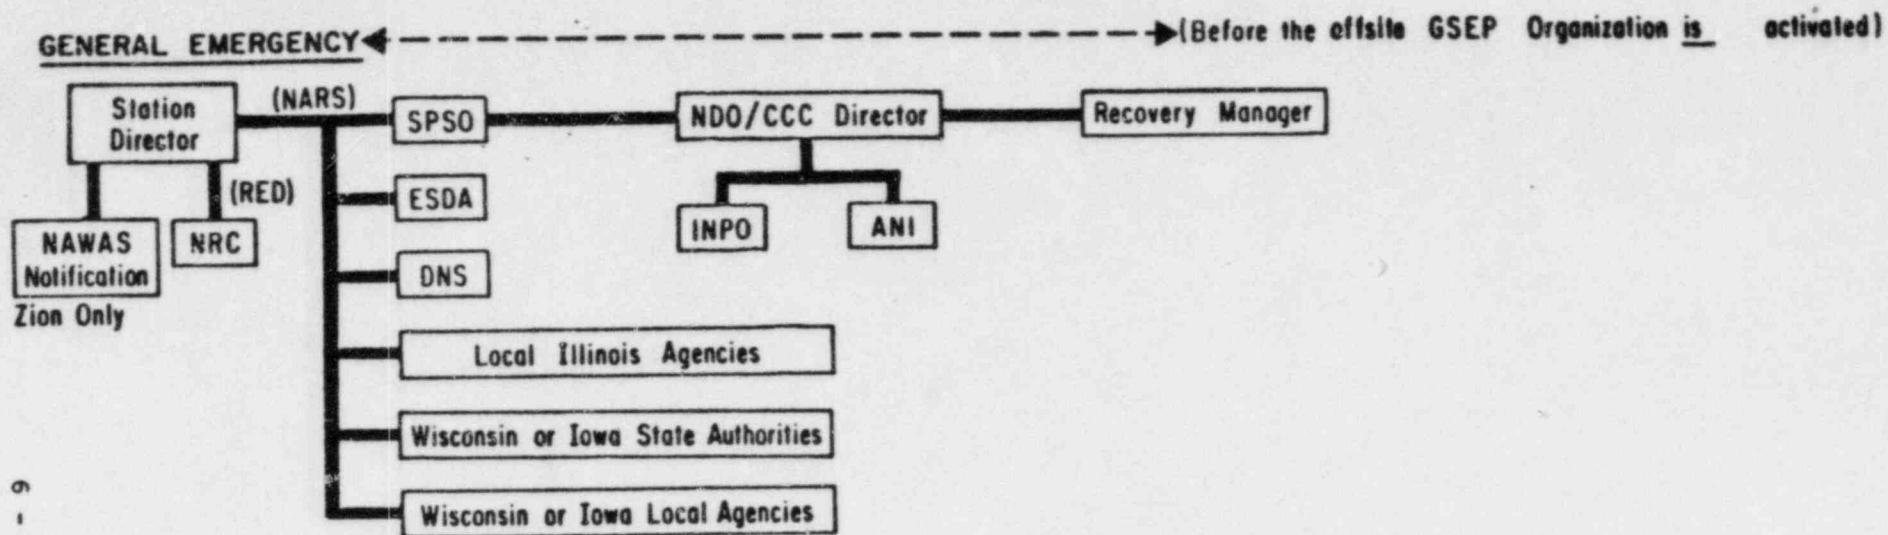 GENERAL EMERGENCY (Before the offsite GSEP Organization is activated)
Station
Director
(NARS)
SPSO
NDO/CCC Director
Recovery Manager
(RED)
ESDA
NAWAS
Notification
NRC
INPO
ANI
Zion Only
DNS
Local Illinois Agencies
Wisconsin or Iowa State Authorities
Wisconsin or Iowa Local Agencies
6 -